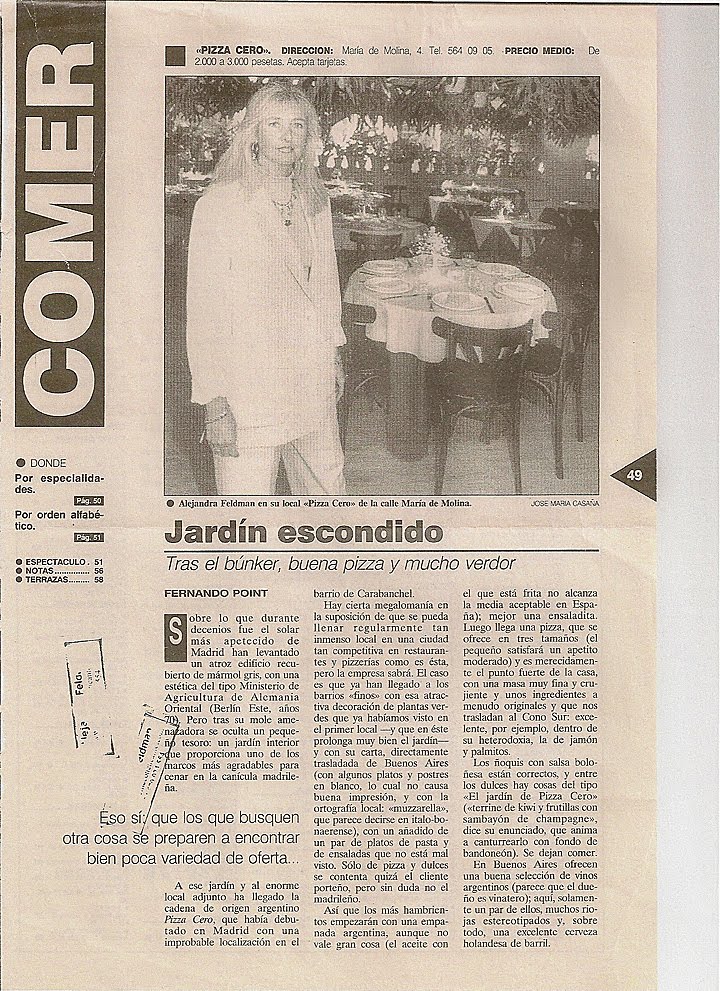 COMER
«PIZZA CERO». DIRECCION: María de Molina, 4. Tel. 564 09 05. PRECIO MEDIO: De
2.000 a 3.000 pesetas. Acepta tarjetas.
● Alejandra Feldman en su local «Pizza Cero» de la calle María de Molina.
JOSE MARIA CASAÑA
49
● DONDE
Por especialida-
des.
Pág. 50
Por orden alfabé-
tico.
Pág. 51
● ESPECTACULO. 51
● NOTAS.............. 56
● TERRAZAS......... 58
Jardín escondido
Tras el búnker, buena pizza y mucho verdor
FERNANDO POINT
Sobre lo que durante
decenios fue el solar
más apetecido de
Madrid han levantado
un atroz edificio recu-
bierto de mármol gris, con una
estética del tipo Ministerio de
Agricultura de Alemania
Oriental (Berlín Este, años
70). Pero tras su mole ame-
nazadora se oculta un peque-
ño tesoro: un jardín interior
que proporciona uno de los
marcos más agradables para
cenar en la canícula madrile-
ña.
Eso sí: que los que busquen
otra cosa se preparen a encontrar
bien poca variedad de oferta...
A ese jardín y al enorme
local adjunto ha llegado la
cadena de origen argentino
Pizza Cero, que había debu-
tado en Madrid con una
improbable localización en el
barrio de Carabanchel.
Hay cierta megalomanía en
la suposición de que se pueda
llenar regularmente tan
inmenso local en una ciudad
tan competitiva en restauran-
tes y pizzerías como es ésta,
pero la empresa sabrá. El caso
es que ya han llegado a los
barrios «finos» con esa atrac-
tiva decoración de plantas ver-
des que ya habíamos visto en
el primer local —y que en éste
prolonga muy bien el jardín—
y con su carta, directamente
trasladada de Buenos Aires
(con algunos platos y postres
en blanco, lo cual no causa
buena impresión, y con la
ortografía local: «muzzarella»,
que parece decirse en italo-bo-
naerense), con un añadido de
un par de platos de pasta y
de ensaladas que no está mal
visto. Sólo de pizza y dulces
se contenta quizá el cliente
porteño, pero sin duda no el
madrileño.
Así que los más hambrien-
tos empezarán con una empa-
nada argentina, aunque no
vale gran cosa (el aceite con
el que está frita no alcanza
la media aceptable en Espa-
ña); mejor una ensaladita.
Luego llega una pizza, que se
ofrece en tres tamaños (el
pequeño satisfará un apetito
moderado) y es merecidamen-
te el punto fuerte de la casa,
con una masa muy fina y cru-
jiente y unos ingredientes a
menudo originales y que nos
trasladan al Cono Sur: exce-
lente, por ejemplo, dentro de
su heterodoxia, la de jamón
y palmitos.
Los ñoquis con salsa bolo-
ñesa están correctos, y entre
los dulces hay cosas del tipo
«El jardín de Pizza Cero»
(«terrine de kiwi y frutillas con
sambayón de champagne»,
dice su enunciado, que anima
a canturrearlo con fondo de
bandoneón). Se dejan comer.
En Buenos Aires ofrecen
una buena selección de vinos
argentinos (parece que el due-
ño es vinatero); aquí, sola-
mente un par de ellos, muchos rio-
jas estereotipados y, sobre
todo, una excelente cerveza
holandesa de barril.